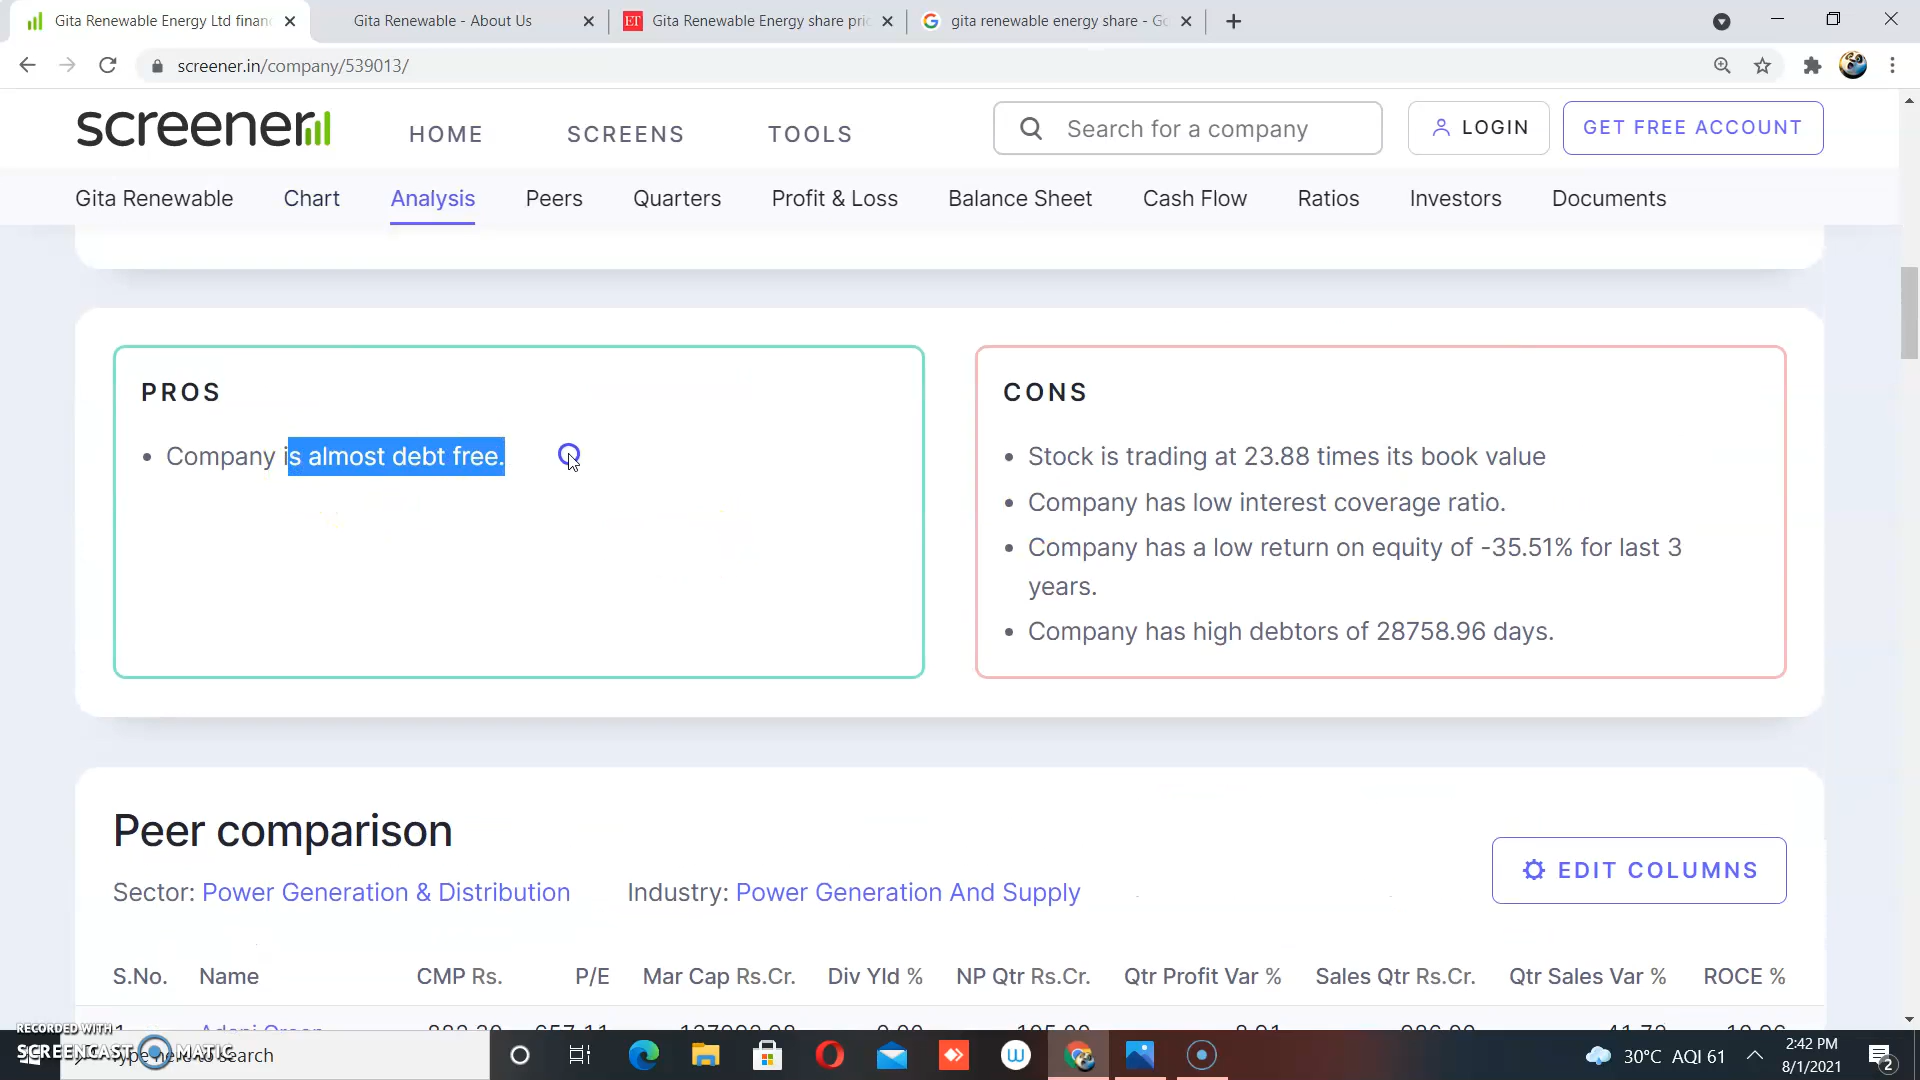 Gita Renewable Energy Ltd finan
Gita Renewable - About Us
ET Gita Renewable Energy share pri
gita renewable energy share - Go
screener.in/company/539013/
screener
HOME
SCREENS
TOOLS
Search for a company
LOGIN
GET FREE ACCOUNT
Gita Renewable
Chart
Analysis
Peers
Quarters
Profit & Loss
Balance Sheet
Cash Flow
Ratios
Investors
Documents
PROS
• Company is almost debt free.
CONS
• Stock is trading at 23.88 times its book value
• Company has low interest coverage ratio.
• Company has a low return on equity of -35.51% for last 3
years.
• Company has high debtors of 28758.96 days.
Peer comparison
EDIT COLUMNS
Sector: Power Generation & Distribution
Industry: Power Generation And Supply
S.No. Name CMP Rs. P/E Mar Cap Rs.Cr. Div Yld % NP Qtr Rs.Cr. Qtr Profit Var % Sales Qtr Rs.Cr. Qtr Sales Var % ROCE %
RECORDED WITH
SCREENCAST MATIC
Type here to search
30°C AQI 61
2:42 PM
8/1/2021
2